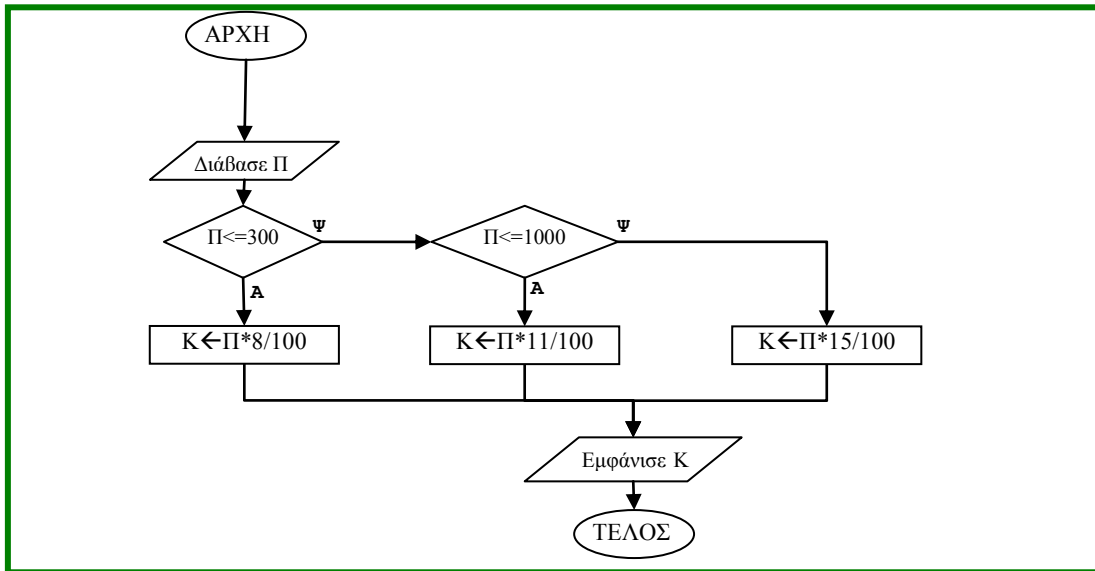 ΑΡΧΗ
Διάβασε Π
Π<=300
Ψ
Π<=1000
Ψ
Α
Α
Κ←Π*8/100
Κ←Π*11/100
Κ←Π*15/100
Εμφάνισε Κ
ΤΕΛΟΣ